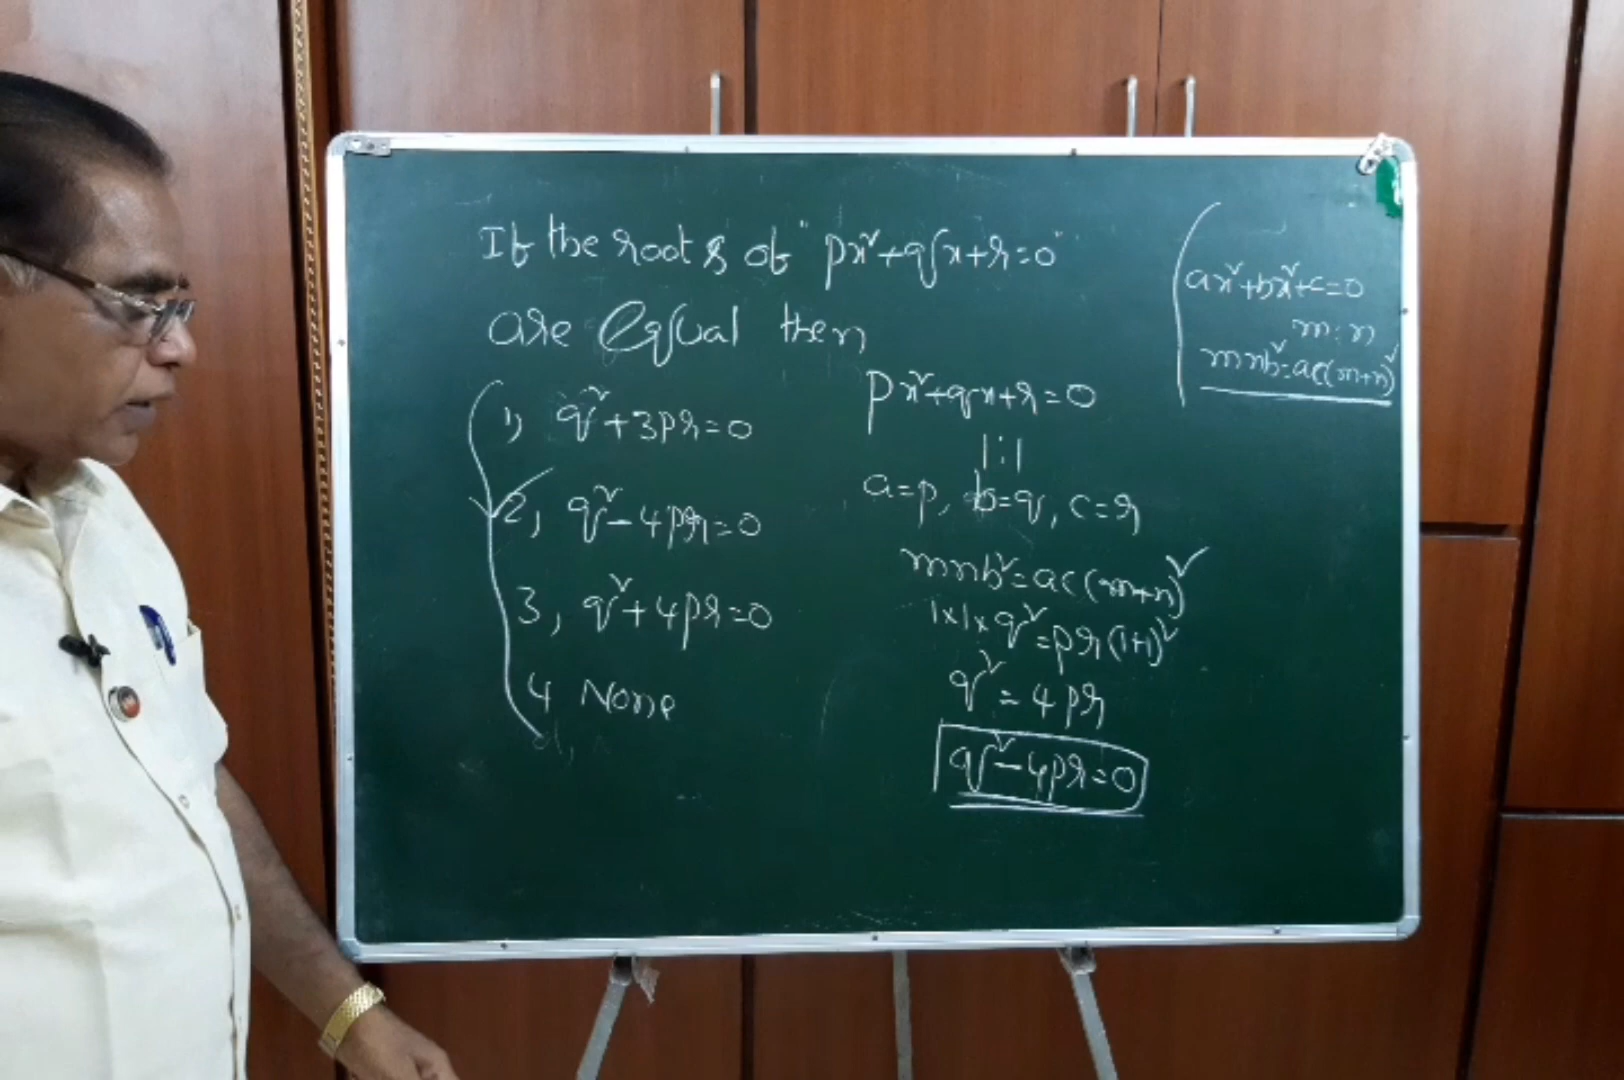 If the roots of "px²+qx+r=0"
are equal then
1) q²+3pr=0
2, q²-4pr=0
3, q²+4pr=0
4 None
px²+qx+r=0
1:1
a=p, b=q, c=r
mnb²=ac(m+n)²
1×1×q²=pr(1+1)²
q²=4pr
q²-4pr=0
ax²+bx²+c=0
m:n
mnb²=ac(m+n)²